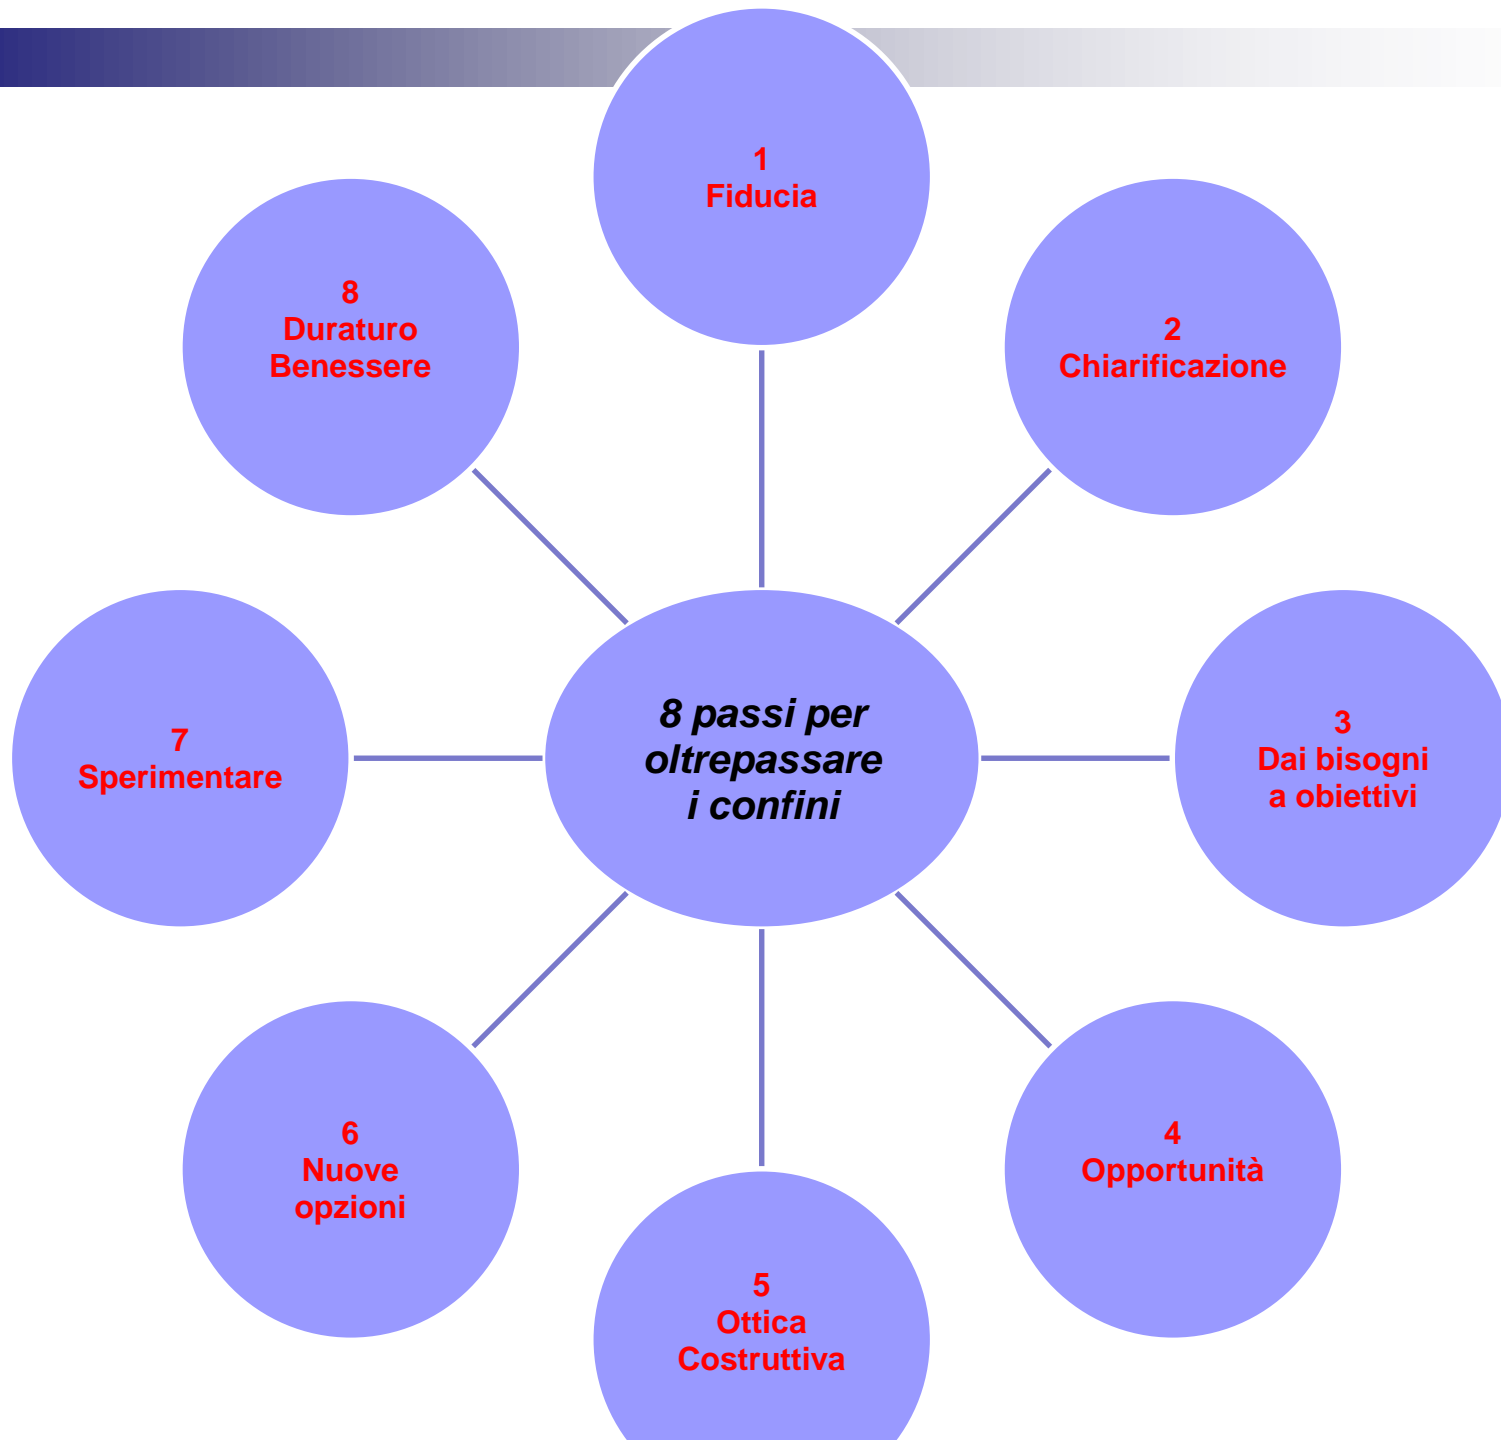 1
Fiducia
2
Chiarificazione
3
Dai bisogni
a obiettivi
4
Opportunità
5
Ottica
Costruttiva
6
Nuove
opzioni
7
Sperimentare
8
Duraturo
Benessere
8 passi per
oltrepassare
i confini